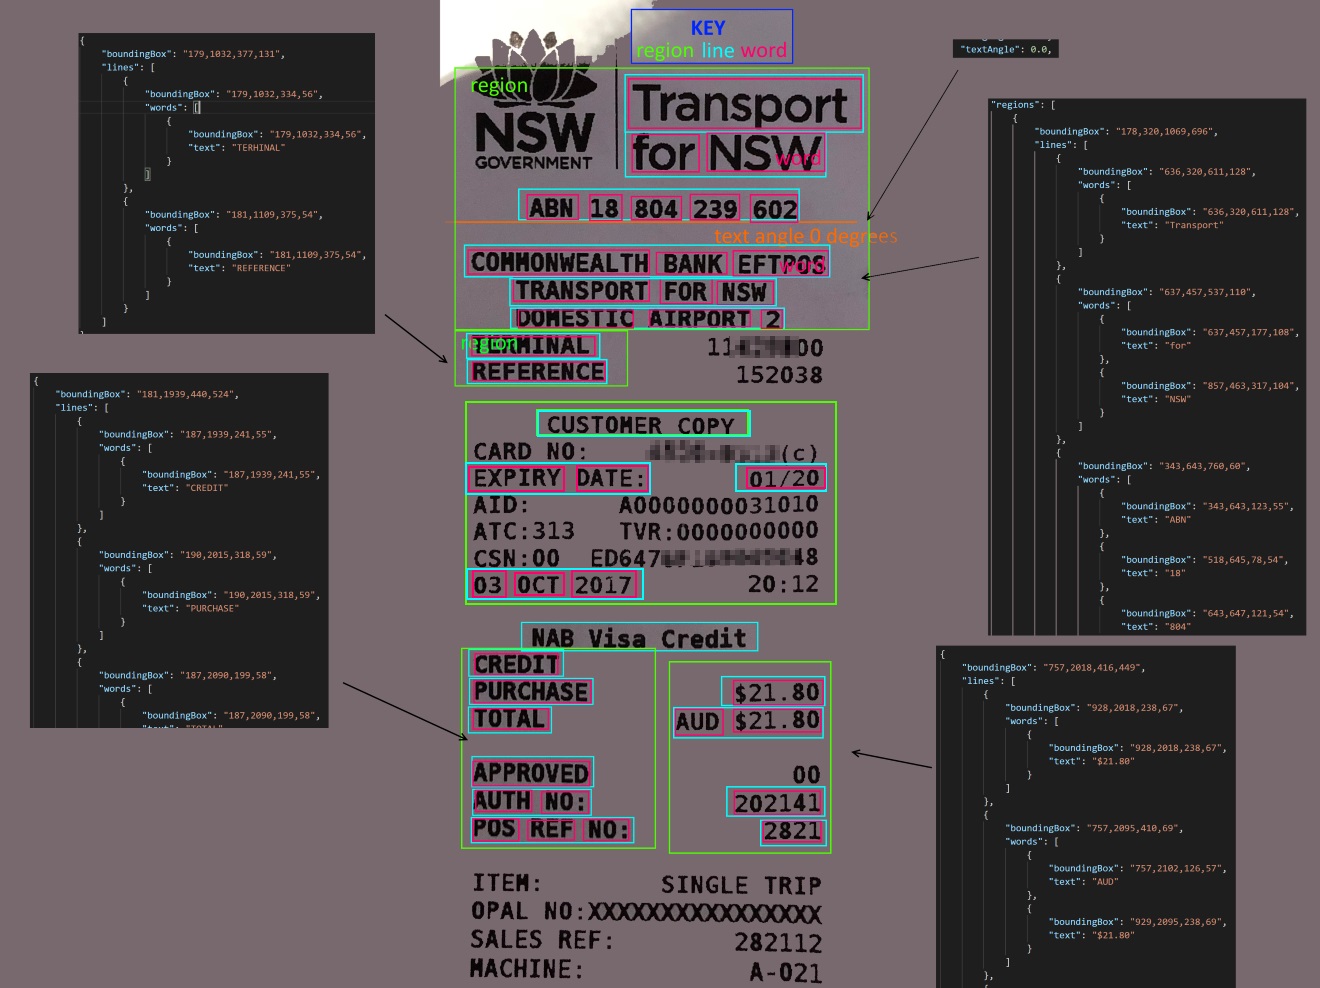 KEY
region line word
region
NSW
GOVERNMENT
Transport
for NSW
word
ABN 18 804 239 602
text angle 0 degrees
COMMONWEALTH BANK EFTPOS
word
TRANSPORT FOR NSW
DOMESTIC AIRPORT 2
region
TERMINAL 11 00
REFERENCE 152038
CUSTOMER COPY
CARD NO: (c)
EXPIRY DATE: 01/20
AID: A0000000031010
ATC:313 TVR:0000000000
CSN:00 ED647 48
03 OCT 2017 20:12
NAB Visa Credit
CREDIT
PURCHASE $21.80
TOTAL AUD $21.80
APPROVED 00
AUTH NO: 202141
POS REF NO: 2821
ITEM: SINGLE TRIP
OPAL NO:XXXXXXXXXXXXXXXX
SALES REF: 282112
MACHINE: A-021
{
"boundingBox": "179,1032,377,131",
"lines": [
{
"boundingBox": "179,1032,334,56",
"words": [
{
"boundingBox": "179,1032,334,56",
"text": "TERHINAL"
}
]
},
{
"boundingBox": "181,1109,375,54",
"words": [
{
"boundingBox": "181,1109,375,54",
"text": "REFERENCE"
}
]
}
]
{
"boundingBox": "181,1939,440,524",
"lines": [
{
"boundingBox": "187,1939,241,55",
"words": [
{
"boundingBox": "187,1939,241,55",
"text": "CREDIT"
}
]
},
{
"boundingBox": "190,2015,318,59",
"words": [
{
"boundingBox": "190,2015,318,59",
"text": "PURCHASE"
}
]
},
{
"boundingBox": "187,2090,199,58",
"words": [
{
"boundingBox": "187,2090,199,58",
"textAngle": 0.0,
"regions": [
{
"boundingBox": "178,320,1069,696",
"lines": [
{
"boundingBox": "636,320,611,128",
"words": [
{
"boundingBox": "636,320,611,128",
"text": "Transport"
}
]
},
{
"boundingBox": "637,457,537,110",
"words": [
{
"boundingBox": "637,457,177,108",
"text": "for"
},
{
"boundingBox": "857,463,317,104",
"text": "NSW"
}
]
},
{
"boundingBox": "343,643,760,60",
"words": [
{
"boundingBox": "343,643,123,55",
"text": "ABN"
},
{
"boundingBox": "518,645,78,54",
"text": "18"
},
{
"boundingBox": "643,647,121,54",
"text": "804"
{
"boundingBox": "757,2018,416,449",
"lines": [
{
"boundingBox": "928,2018,238,67",
"words": [
{
"boundingBox": "928,2018,238,67",
"text": "$21.80"
}
]
},
{
"boundingBox": "757,2095,410,69",
"words": [
{
"boundingBox": "757,2102,126,57",
"text": "AUD"
},
{
"boundingBox": "929,2095,238,69",
"text": "$21.80"
}
]
},
{